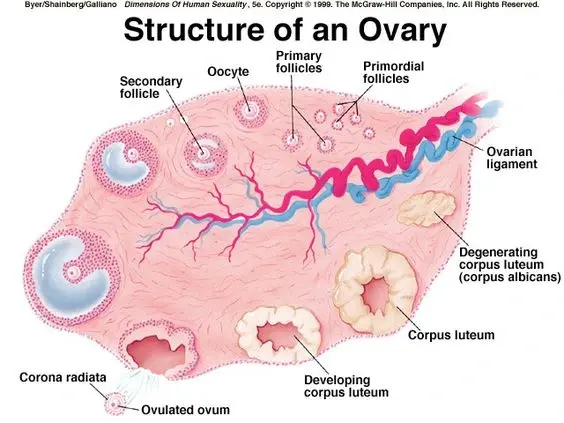 Byer/Shainberg/Galliano Dimensions Of Human Sexuality, 5e. Copyright © 1999. The McGraw-Hill Companies, Inc. All Rights Reserved.
Structure of an Ovary
Primary
follicles
Primordial
follicles
Oocyte
Secondary
follicle
Ovarian
ligament
Degenerating
corpus luteum
(corpus albicans)
Corpus luteum
Developing
corpus luteum
Corona radiata
Ovulated ovum